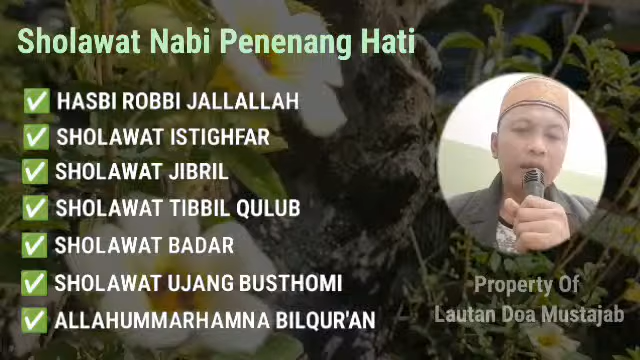 Sholawat Nabi Penenang Hati
HASBI ROBBI JALLALLAH
SHOLAWAT ISTIGHFAR
SHOLAWAT JIBRIL
SHOLAWAT TIBBIL QULUB
SHOLAWAT BADAR
SHOLAWAT UJANG BUSTHOMI
ALLAHUMMARHAMNA BILQUR'AN
Property Of
Lautan Doa Mustajab